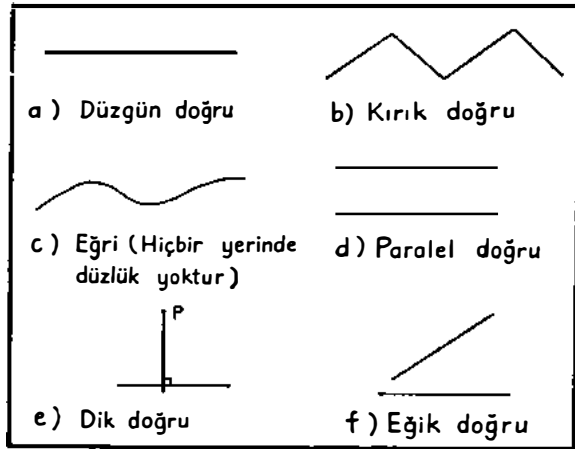 a) Düzgün doğru
b) Kırık doğru
c) Eğri (Hiçbir yerinde
düzlük yoktur)
d) Paralel doğru
P
e) Dik doğru
f) Eğik doğru